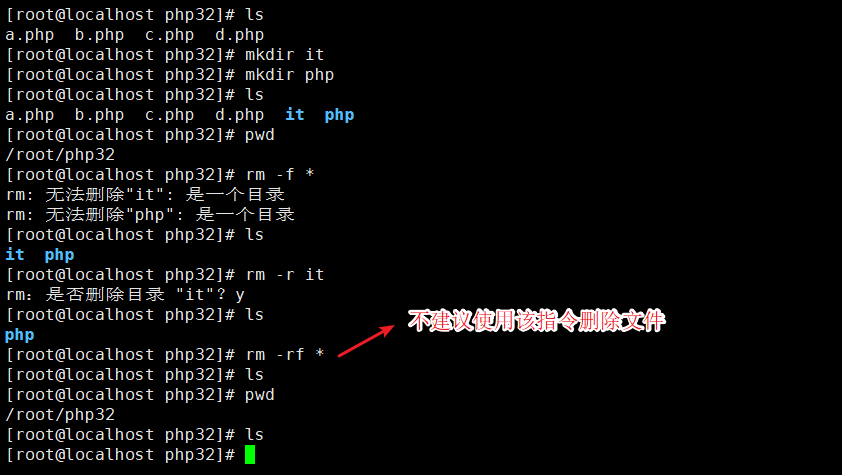 [root@localhost php32]# ls
a.php  b.php  c.php  d.php
[root@localhost php32]# mkdir it
[root@localhost php32]# mkdir php
[root@localhost php32]# ls
a.php  b.php  c.php  d.php  it  php
[root@localhost php32]# pwd
/root/php32
[root@localhost php32]# rm -f *
rm: 无法删除"it": 是一个目录
rm: 无法删除"php": 是一个目录
[root@localhost php32]# ls
it  php
[root@localhost php32]# rm -r it
rm：是否删除目录 "it"？y
[root@localhost php32]# ls
不建议使用该指令删除文件
php
[root@localhost php32]# rm -rf *
[root@localhost php32]# ls
[root@localhost php32]# pwd
/root/php32
[root@localhost php32]# ls
[root@localhost php32]#